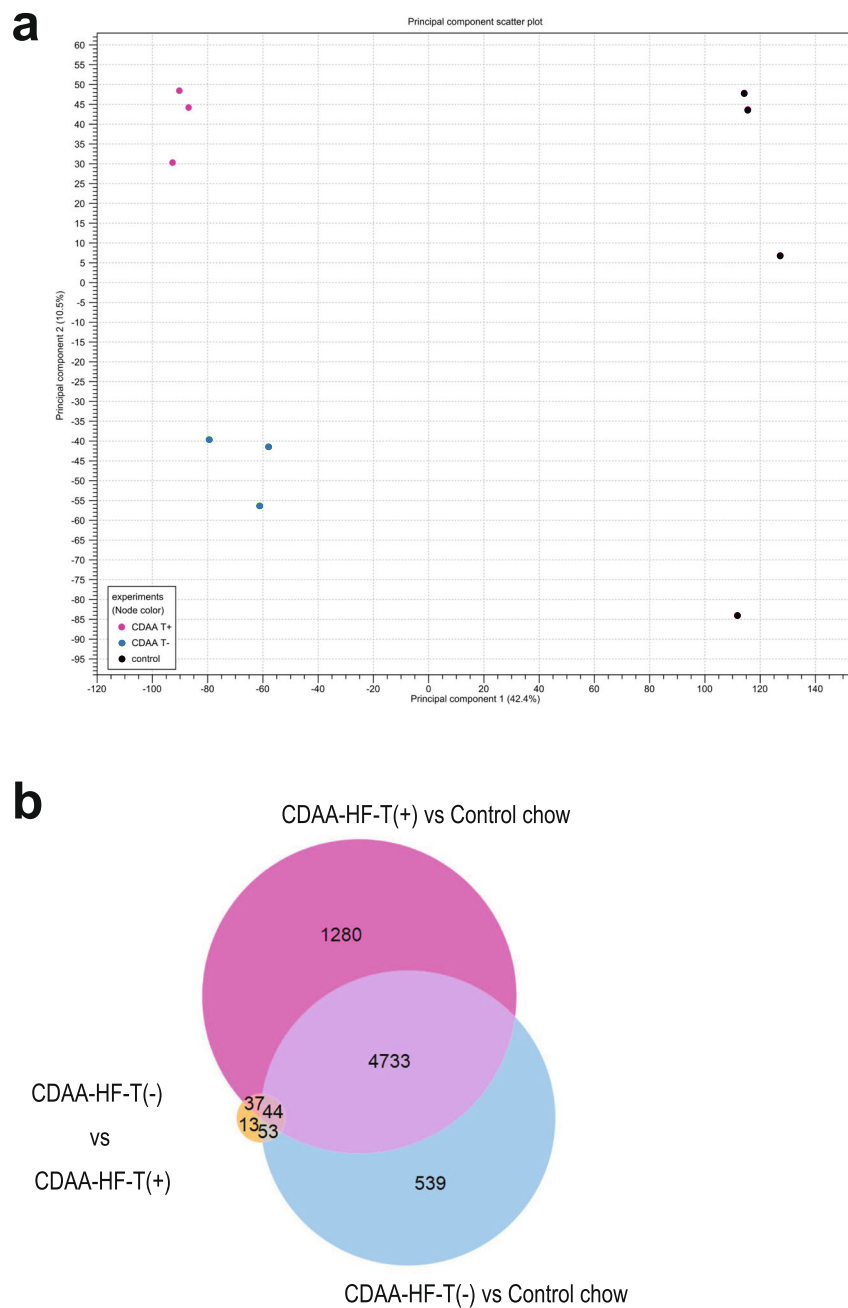 a
Principal component scatter plot
60
55
50
45
40
35
30
25
20
15
10
5
0
-5
-10
-15
-20
-25
-30
-35
-40
-45
-50
-55
-60
-65
-70
-75
-80
-85
-90
-95
Principal component 2 (10.5%)
experiments
(Node color)
CDAA T+
CDAA T-
control
-120 -100 -80 -60 -40 -20 0 20 40 60 80 100 120 140
Principal component 1 (42.4%)
b
CDAA-HF-T(+) vs Control chow
1280
4733
CDAA-HF-T(-)
vs
CDAA-HF-T(+)
37
44
13
53
539
CDAA-HF-T(-) vs Control chow